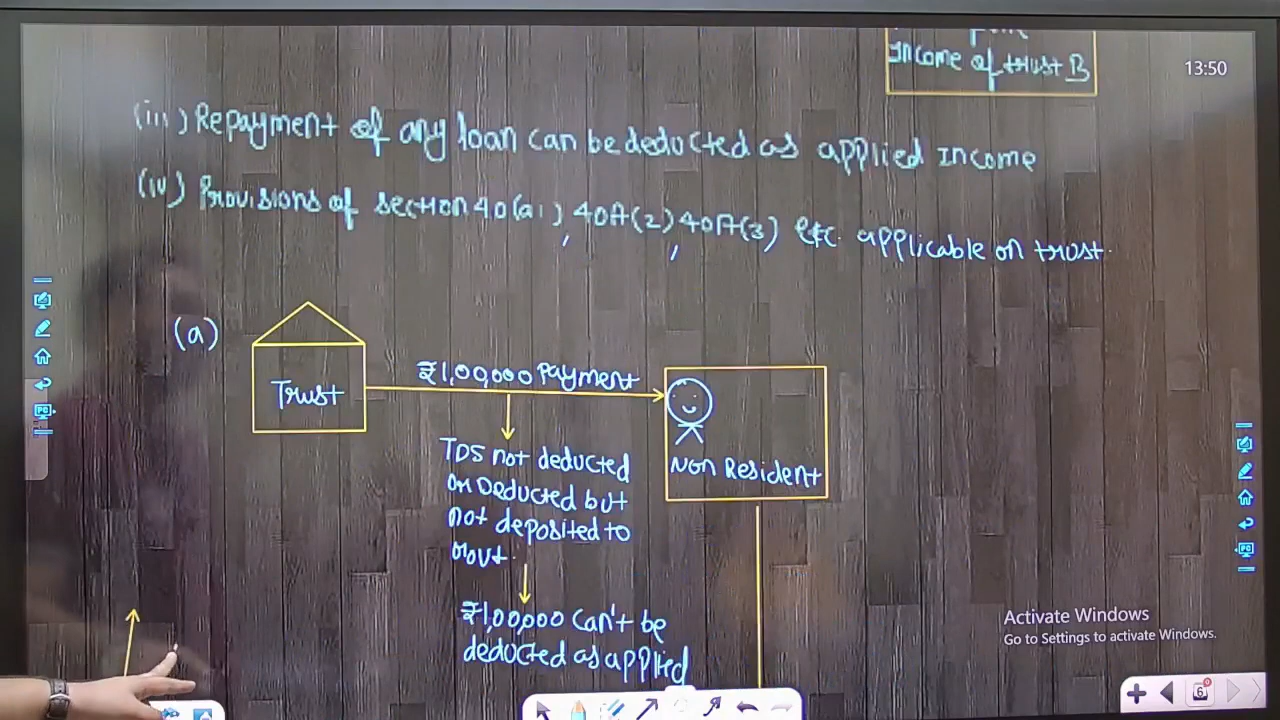 income of trust B
13:50
(iii) Repayment of any loan can be deducted as applied Income
(iv) Provisions of section 40(ai), 40A(2), 40A(3) etc. applicable on trust.
(a)
Trust
₹1,00,000 Payment
Non Resident
TDS not deducted
or Deducted but
not deposited to
Govt.
₹1,00,000 Can't be
deducted as applied
Activate Windows
Go to Settings to activate Windows.
6